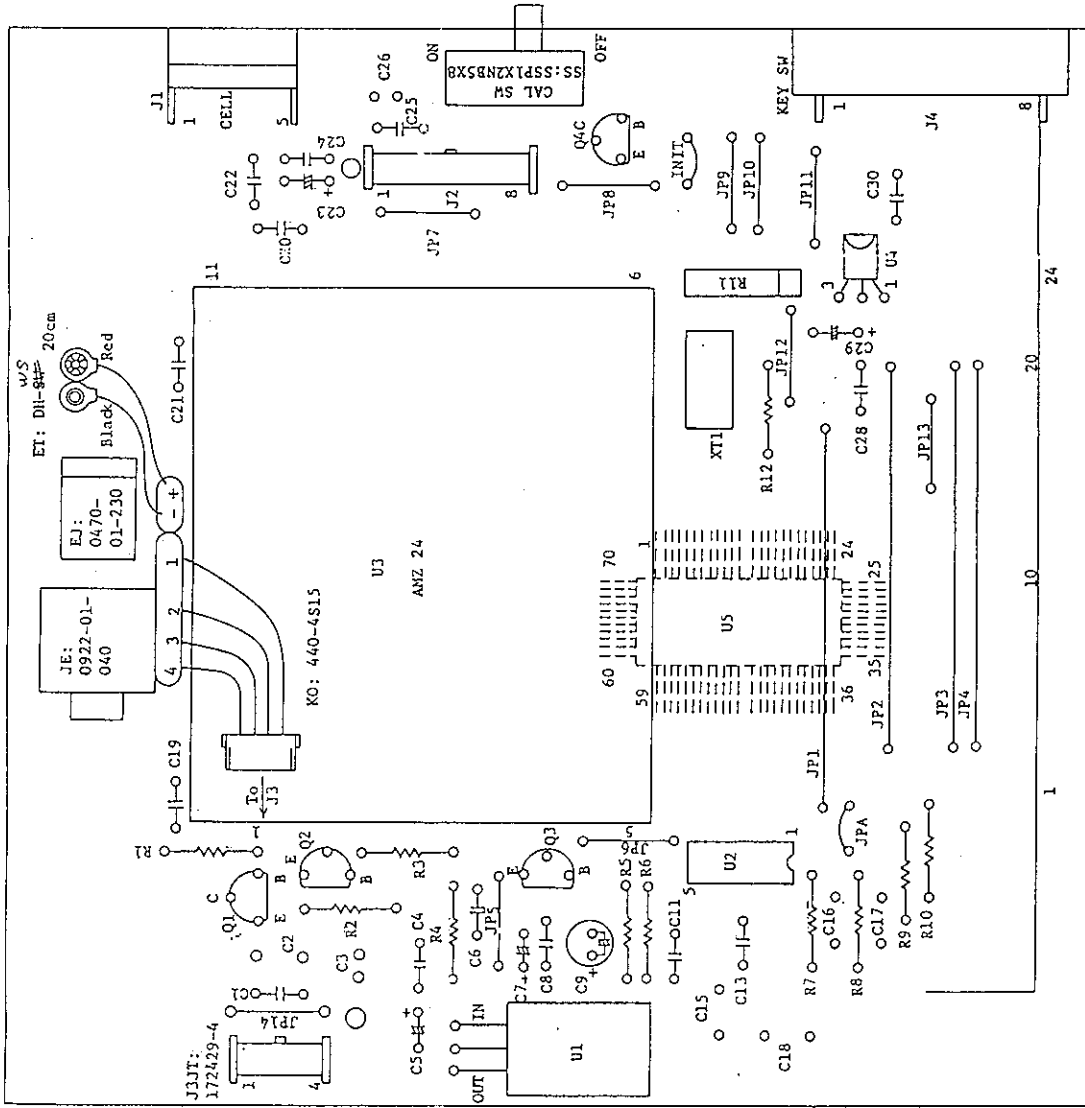 J1
1
CELL
5
ON
CAL SW
SS:SSP1X2NB5X8
OFF
KEY SW
1
J4
8
C26
C25
C24
C23
+
C22
C20
1
J2
8
JP7
Q4C
E
B
JP8
INIT
JP9
JP10
JP11
C30
U4
3
1
24
11
6
R11
XT1
JP12
R12
C29
+
C28
20
JP13
ET: DH-
WS
20cm
Red
Black
C21
EJ:
0470-
01-230
- +
JE:
0922-01-
040
4 3 2 1
KO: 440-4S15
To
J3
U3
AMZ 24
70
60
1
59
U5
24
25
35
36
10
JP1
JP2
JP3
JP4
1
C19
1
5
R1
Q1
C
B
E
Q2
E
B
R2
R3
C2
C3
C4
R4
C5
+
C6
JP5
C7
+
C8
C9
+
Q3
E
B
JP6
R5
R6
C11
U2
5
1
JPA
R7
R8
C16
C17
R9
R10
C13
C15
C18
U1
IN
OUT
C1
JP14
J3JT:
172429-4
1
4